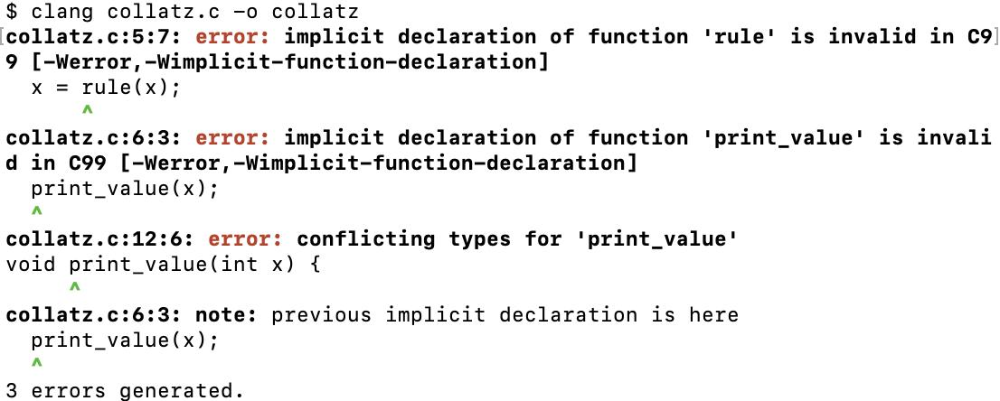 $ clang collatz.c -o collatz
[collatz.c:5:7: error: implicit declaration of function 'rule' is invalid in C9]
9 [-Werror,-Wimplicit-function-declaration]
  x = rule(x);
      ^
collatz.c:6:3: error: implicit declaration of function 'print_value' is invali
d in C99 [-Werror,-Wimplicit-function-declaration]
  print_value(x);
  ^
collatz.c:12:6: error: conflicting types for 'print_value'
void print_value(int x) {
     ^
collatz.c:6:3: note: previous implicit declaration is here
  print_value(x);
  ^
3 errors generated.